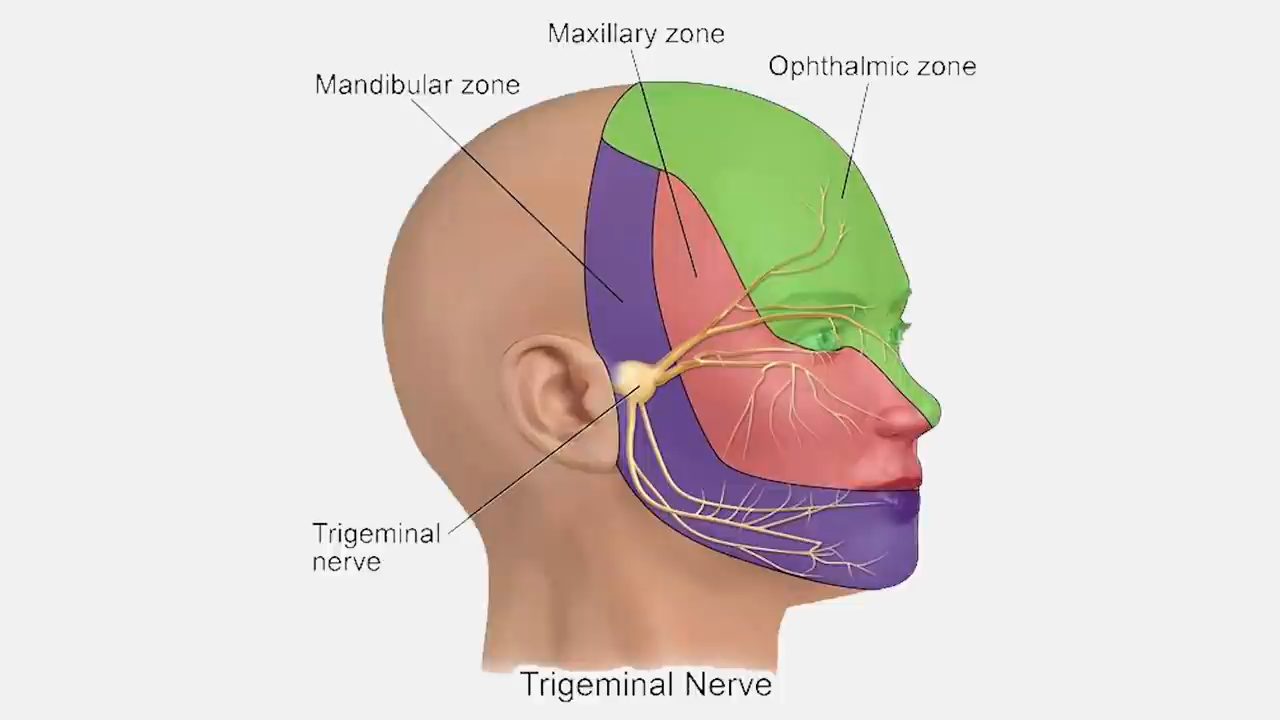 Maxillary zone
Ophthalmic zone
Mandibular zone
Trigeminal
nerve
Trigeminal Nerve